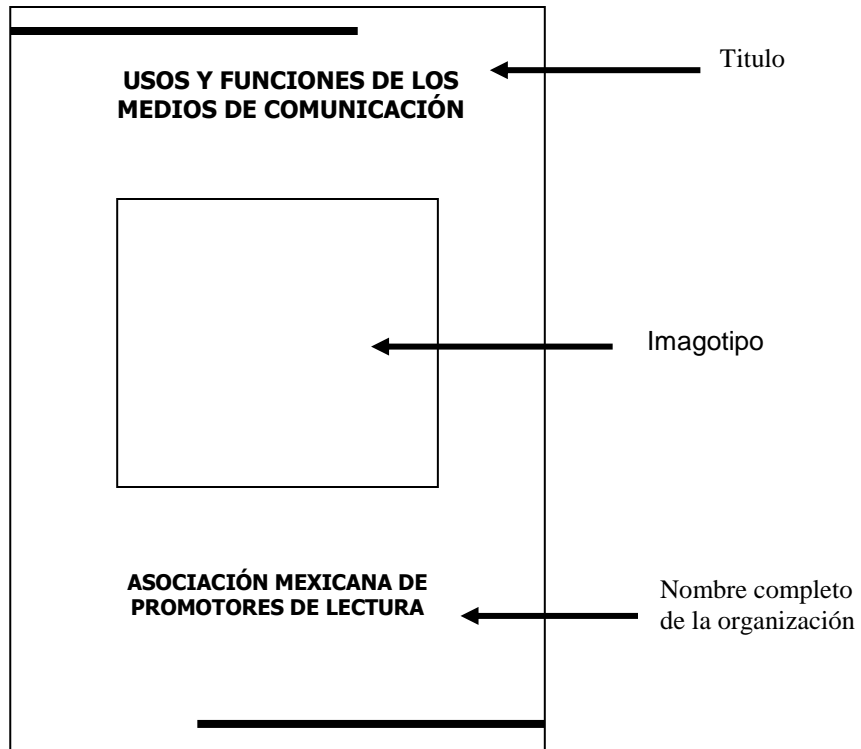 USOS Y FUNCIONES DE LOS
MEDIOS DE COMUNICACIÓN
Titulo
Imagotipo
ASOCIACIÓN MEXICANA DE
PROMOTORES DE LECTURA
Nombre completo
de la organización